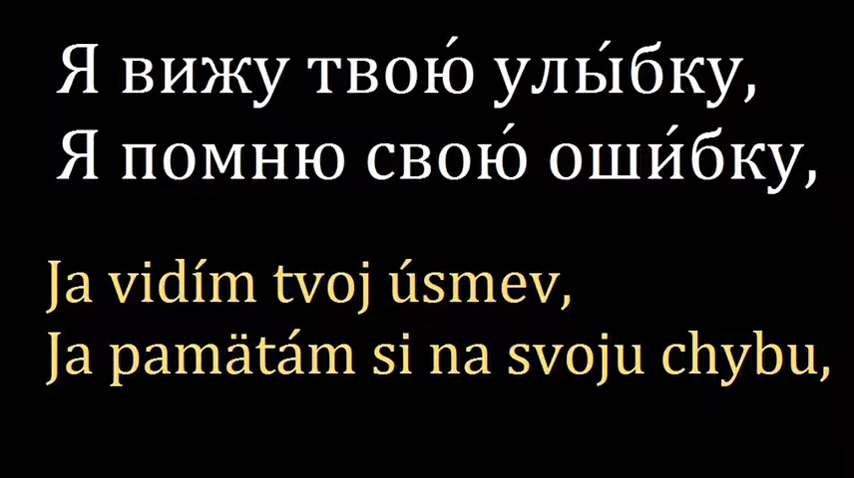 Я вижу твою́ улы́бку,
Я помню свою́ оши́бку,
Ja vidím tvoj úsmev,
Ja pamätám si na svoju chybu,